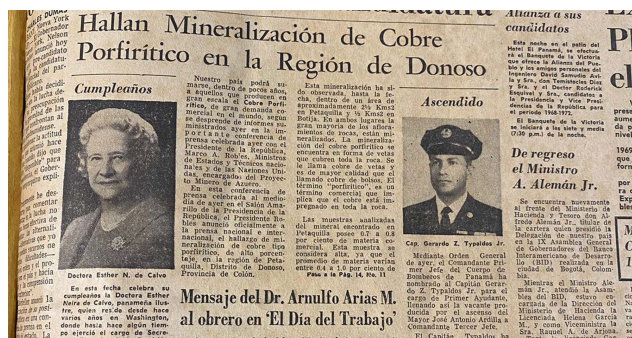 Hallan Mineralización de Cobre
Porfirítico en la Región de Donoso
Cumpleaños
Doctora Esther N. de Calvo
En esta fecha celebra su
cumpleaños la Doctora Esther
Neira de Calvo, panameña ilus-
tre, quien reside desde hace
varios años en Washington,
donde hasta hace algún tiem-
po ejerció el cargo de Secre-
Nuestro país podrá su-
marse, dentro de pocos años,
a aquellos que producen en
gran escala el Cobre Porfi-
rítico, de gran demanda co-
mercial en el mundo, según
se desprende de informes su-
ministrados ayer en la im-
portante conferencia de
prensa celebrada ayer con el
Presidente de la República,
Marco A. Robles, Ministros
de Estados y Técnicos nacio-
nales y de las Naciones Uni-
das, encargados del Proyec-
to Minero de Azuero.
En esta conferencia de
prensa celebrada al medio-
día de ayer en el Salón Ama-
rillo de la Presidencia de la
República, el Presidente Ro-
bles anunció oficialmente a
la prensa nacional e inter-
nacional, el hallazgo de mi-
neralización de cobre tipo
porfirítico, de alto porcen-
taje, en la región de Peta-
quilla, Distrito de Donoso,
Provincia de Colón.
Esta mineralización ha si-
do observada, hasta la fe-
cha, dentro de un área de
aproximadamente 2½ Kms2
en Petaquilla y ½ Kms2 en
Botija. En ambos lugares la
gran mayoría de los aflora-
mientos de rocas, están mi-
neralizados. La mineraliza-
ción del cobre porfirítico se
encuentra en forma de pecas
que cubren toda la roca. Se
le llama cobre de vetas y
es de mayor calidad que el
llamado cobre de lazos. El
término "porfirítico", es un
término comercial que im-
plica que el cobre está im-
pregnado en toda la roca.
Las muestras analizadas
del mineral encontrado en
Petaquilla posee 0.7 a 0.8
por ciento de materia co-
mercial. Esta muestra se
considera alta, ya que el
promedio de materia varía
entre 0.4 a 1.0 por ciento de
Pasa a la Pág. 14, No. 11
Ascendido
Cap. Gerardo Z. Typaldos Jr.
Mediante Orden General
de ayer, el Comandante Pri-
mer Jefe del Cuerpo de
Bomberos de Panamá ha
nombrado al Capitán Gerar-
do Z. Typaldos Jr. para el
cargo de Primer Ayudante,
llenando así la vacante pro-
ducida por el ascenso del
Mayor José Antonio Ardilla a
Comandante Tercer Jefe.
El Capitán Typaldos ha
Mensaje del Dr. Arnulfo Arias M.
al obrero en 'El Día del Trabajo'
Alianza a sus
candidatos
Esta noche en el patio del
Hotel El Panamá, se efectua-
rá el Banquete de la Victoria
que ofrece la Alianza del Pue-
blo y los amigos personales del
Ingeniero David Samudio Avi-
la y Sra., don Temístocles Díaz
y Sra. y el Doctor Roderick
Esquivel y Sra., candidatos a
la Presidencia y Vice Presi-
dencias de la República para
el período 1968-1972.
El Banquete de la Victoria
se iniciará a las siete y media
(7:30 p.m.) de la noche.
De regreso
el Ministro
A. Alemán Jr.
Se encuentra nuevamente
al frente del Ministerio de
Hacienda y Tesoro don Al-
fredo Alemán Jr., titular de
la cartera quien presidió la
Delegación de nuestro país
en la IX Asamblea General
de Gobernadores del Banco
Interamericano de Desarro-
llo (BID) realizada en la
ciudad de Bogotá, Colom-
bia.
Mientras el Ministro Ale-
mán Jr., atendió la Asam-
blea del BID, estuvo en-
cargada de la Dirección del
Ministerio de Hacienda la
Licenciada Helena García
M., y como Viceministra la
Sra. Raquel A. de Arjona.